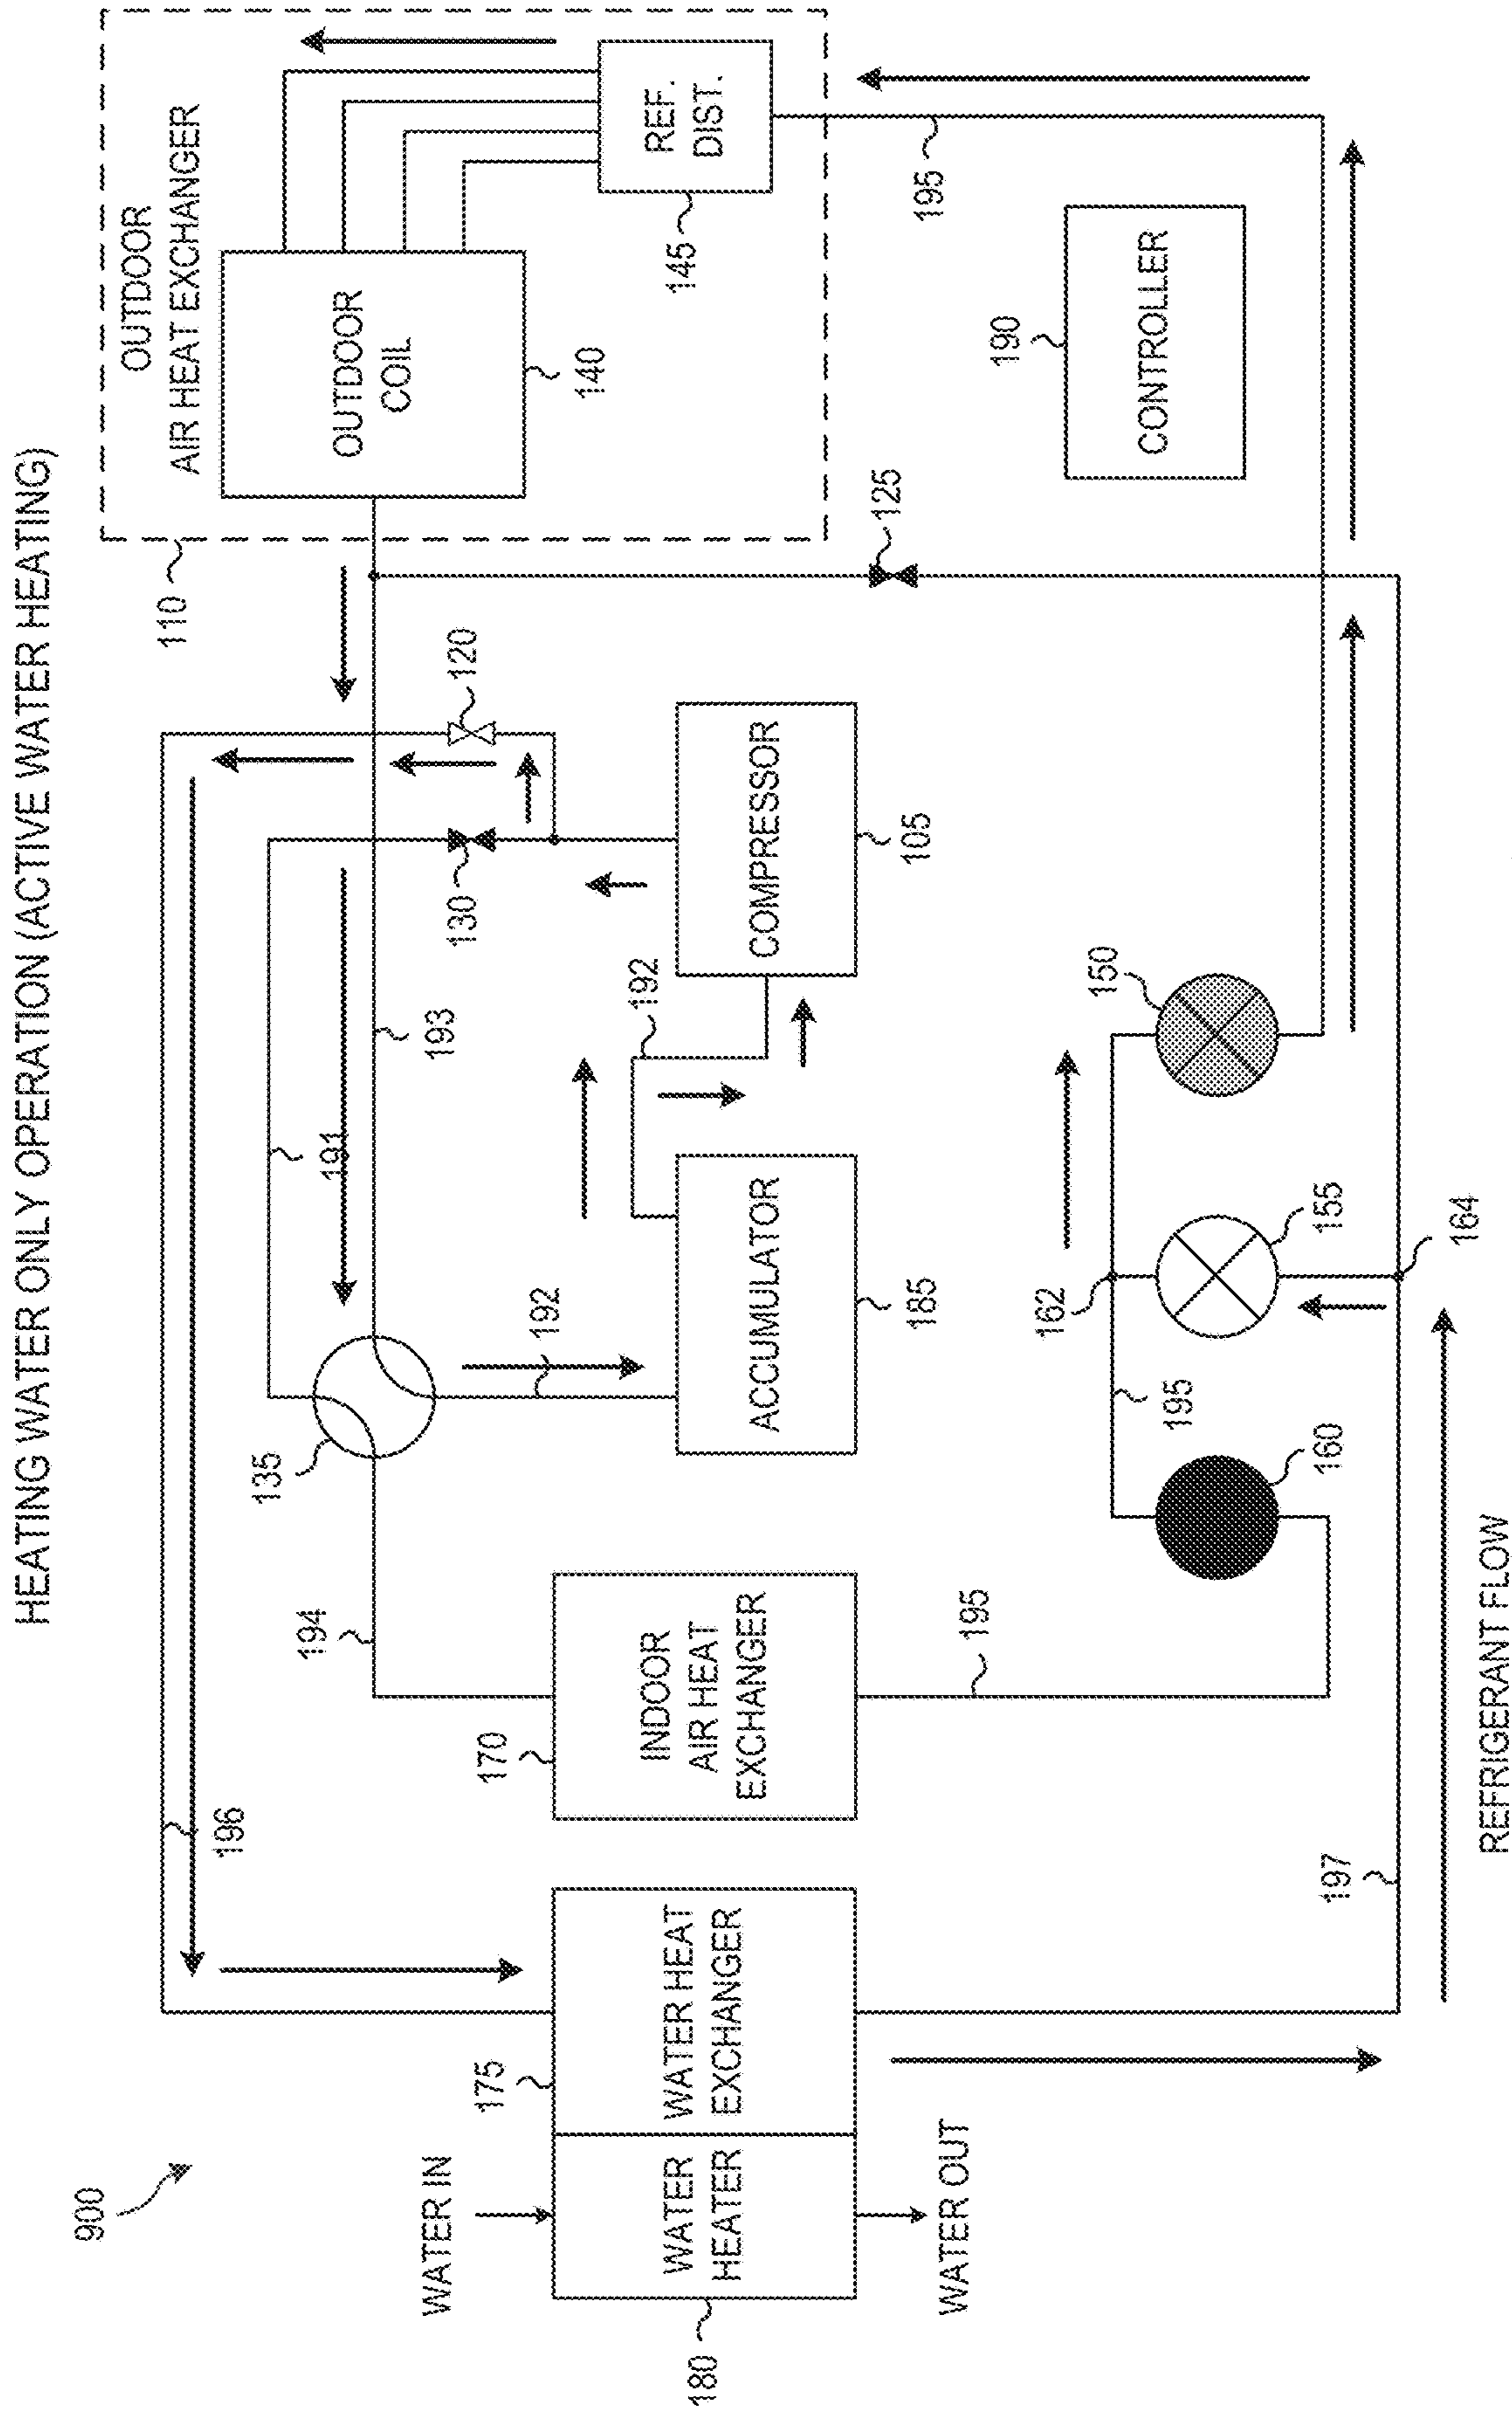 HEATING WATER ONLY OPERATION (ACTIVE WATER HEATING)
900
WATER IN
WATER
HEATER
180
WATER OUT
175
WATER HEAT
EXCHANGER
196
197
REFRIGERANT FLOW
170
INDOOR
AIR HEAT
EXCHANGER
194
195
135
191
192
ACCUMULATOR
185
192
193
130
120
COMPRESSOR
105
160
195
162
155
164
150
110
OUTDOOR
AIR HEAT EXCHANGER
OUTDOOR
COIL
140
REF.
DIST.
145
125
190
CONTROLLER
195